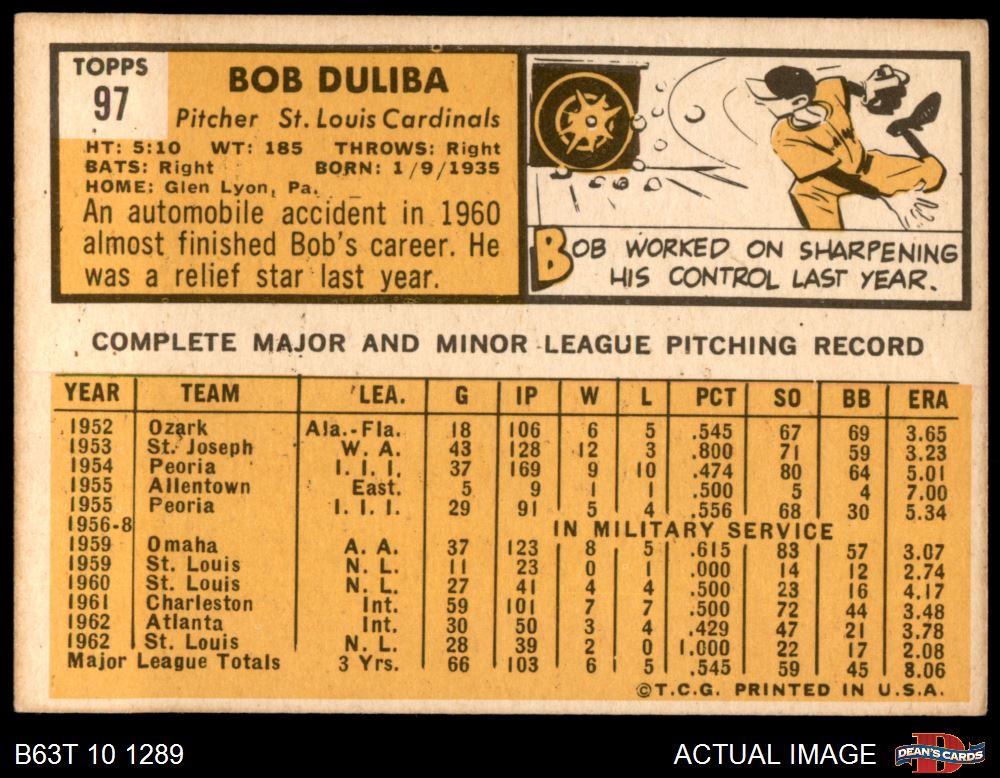 TOPPS
97
BOB DULIBA
Pitcher St. Louis Cardinals
HT: 5:10 WT: 185 THROWS: Right
BATS: Right BORN: 1/9/1935
HOME: Glen Lyon, Pa.
An automobile accident in 1960
almost finished Bob's career. He
was a relief star last year.
BOB WORKED ON SHARPENING
HIS CONTROL LAST YEAR.
COMPLETE MAJOR AND MINOR LEAGUE PITCHING RECORD
YEAR TEAM LEA. G IP W L PCT SO BB ERA
1952 Ozark Ala.-Fla. 18 106 6 5 .545 67 69 3.65
1953 St. Joseph W. A. 43 128 12 3 .800 71 59 3.23
1954 Peoria I. I. I. 37 169 9 10 .474 80 64 5.01
1955 Allentown East. 5 9 1 1 .500 5 4 7.00
1955 Peoria I. I. I. 29 91 5 4 .556 68 30 5.34
1956-8 IN MILITARY SERVICE
1959 Omaha A. A. 37 123 8 5 .615 83 57 3.07
1959 St. Louis N. L. 11 23 0 1 .000 14 12 2.74
1960 St. Louis N. L. 27 41 4 4 .500 23 16 4.17
1961 Charleston Int. 59 101 7 7 .500 72 44 3.48
1962 Atlanta Int. 30 50 3 4 .429 47 21 3.78
1962 St. Louis N. L. 28 39 2 0 1.000 22 17 2.08
Major League Totals 3 Yrs. 66 103 6 5 .545 59 45 8.06
©T.C.G. PRINTED IN U.S.A.
B63T 10 1289
ACTUAL IMAGE
DEAN'S CARDS